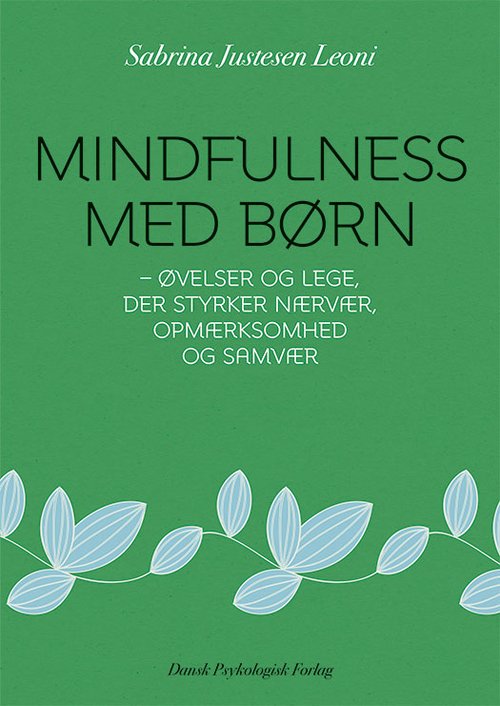 Sabrina Justesen Leoni
MINDFULNESS
MED BØRN
– ØVELSER OG LEGE,
DER STYRKER NÆRVÆR,
OPMÆRKSOMHED
OG SAMVÆR
Dansk Psykologisk Forlag